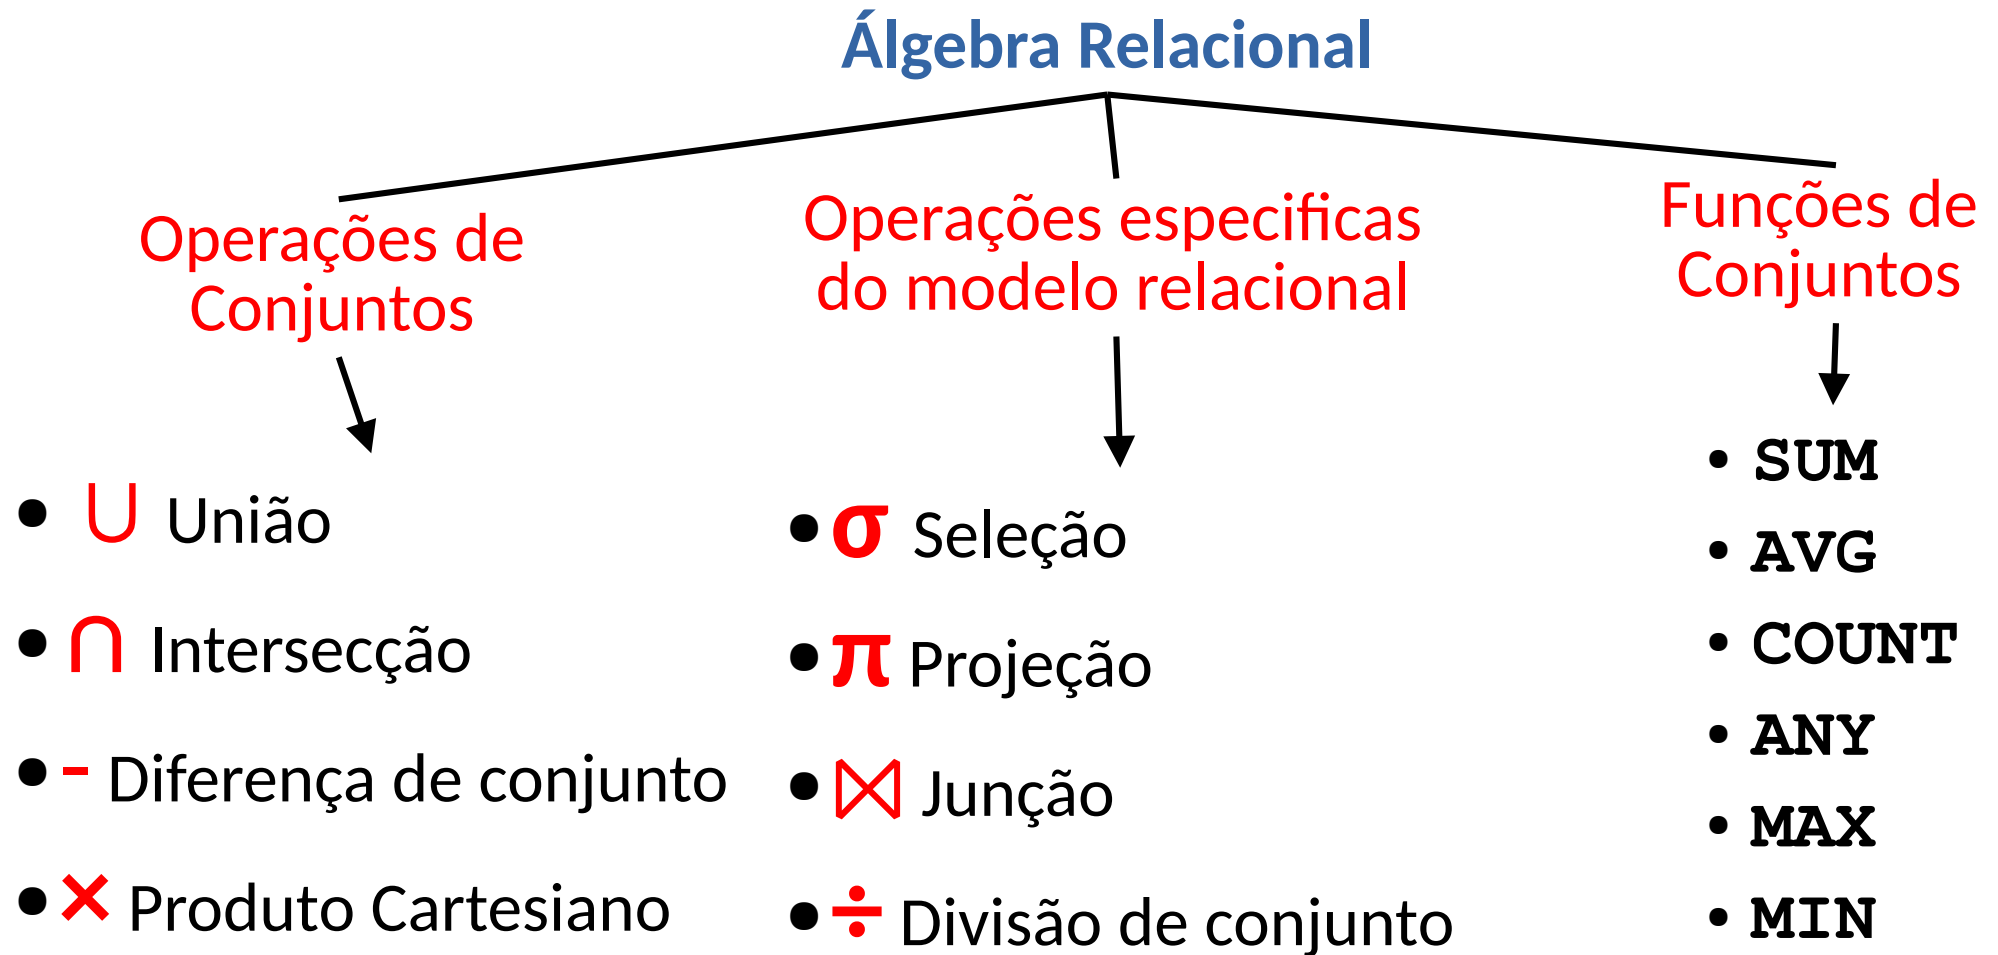 Álgebra Relacional
Operações de
Conjuntos
• ∪ União
• ∩ Intersecção
• - Diferença de conjunto
• × Produto Cartesiano
Operações especificas
do modelo relacional
• σ Seleção
• π Projeção
• ⋈ Junção
• ÷ Divisão de conjunto
Funções de
Conjuntos
• SUM
• AVG
• COUNT
• ANY
• MAX
• MIN